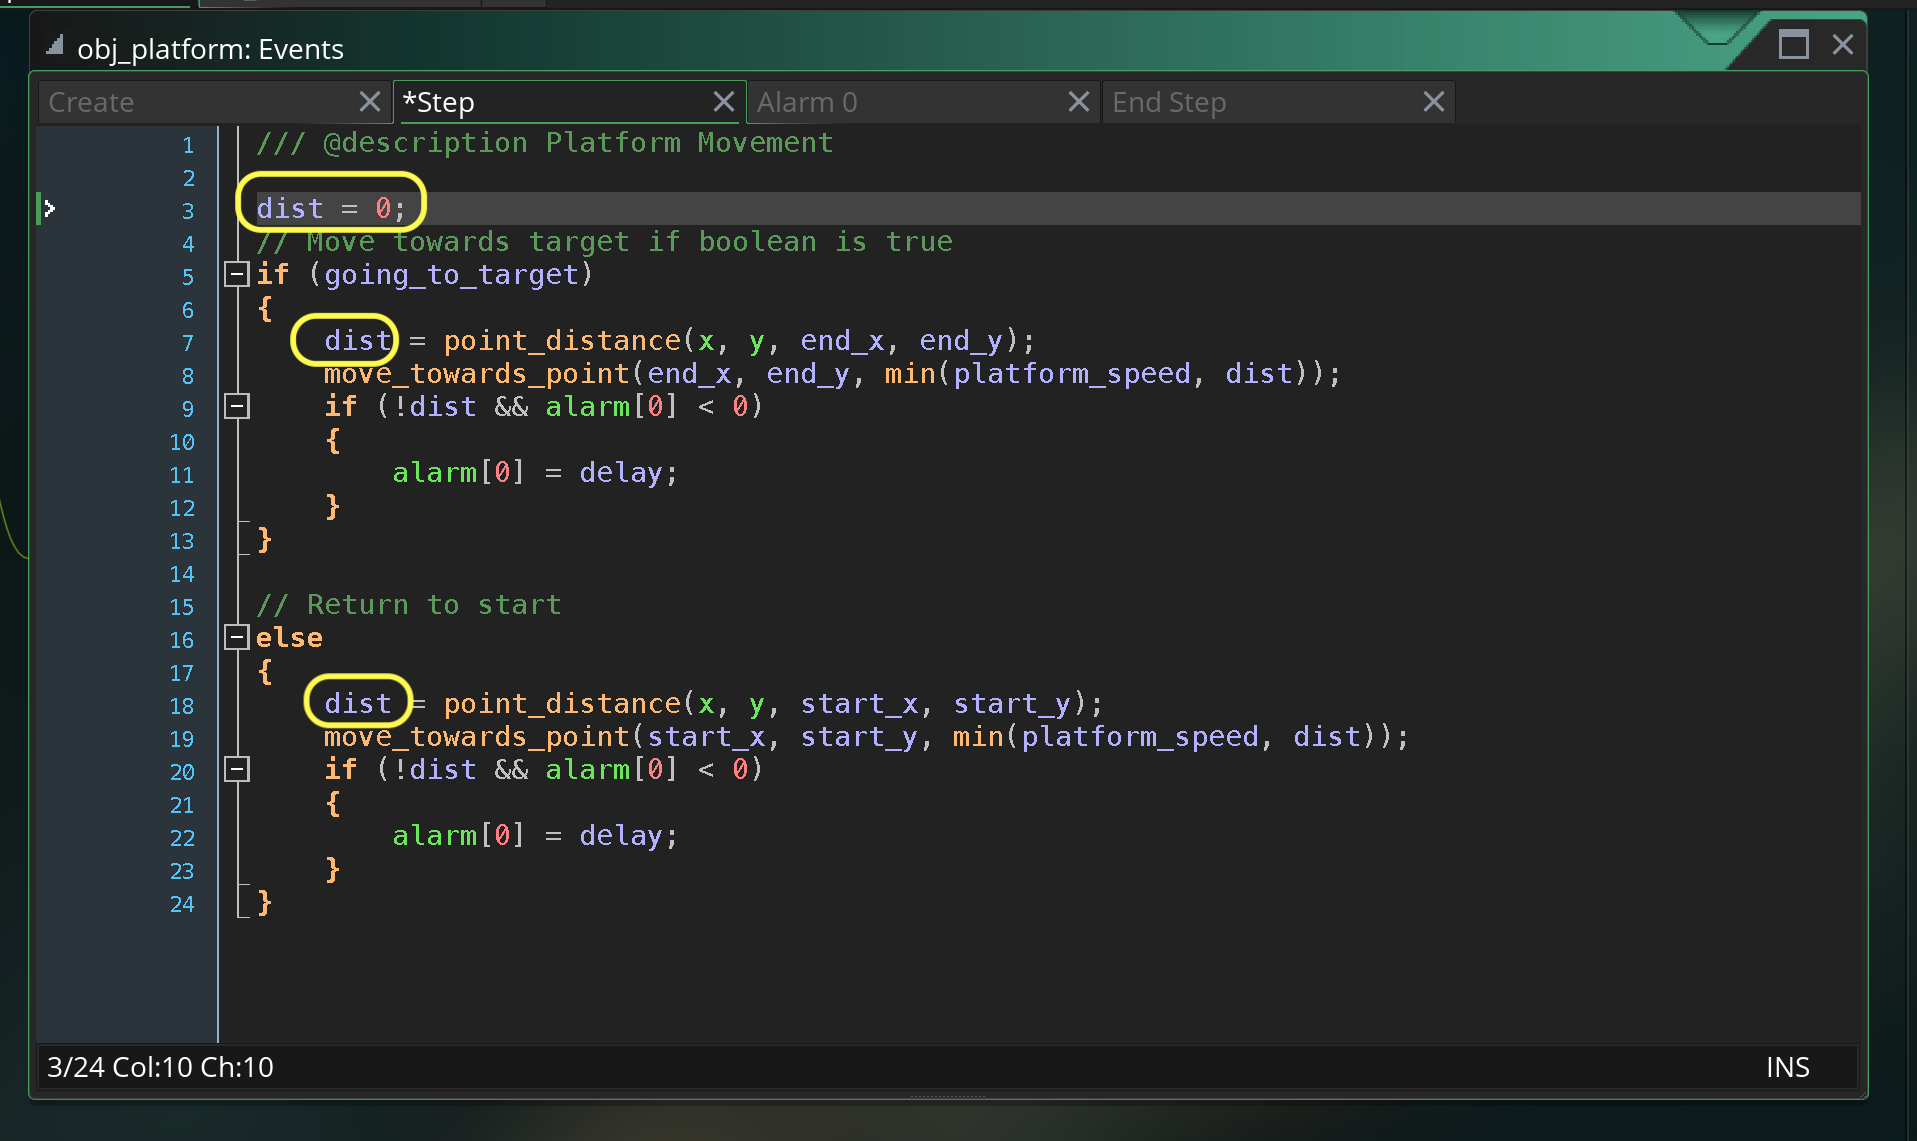 obj_platform: Events
Create *Step Alarm 0 End Step
1 /// @description Platform Movement
2
3 dist = 0;
4 // Move towards target if boolean is true
5 if (going_to_target)
6 {
7 dist = point_distance(x, y, end_x, end_y);
8 move_towards_point(end_x, end_y, min(platform_speed, dist));
9 if (!dist && alarm[0] < 0)
10 {
11 alarm[0] = delay;
12 }
13 }
14
15 // Return to start
16 else
17 {
18 dist = point_distance(x, y, start_x, start_y);
19 move_towards_point(start_x, start_y, min(platform_speed, dist));
20 if (!dist && alarm[0] < 0)
21 {
22 alarm[0] = delay;
23 }
24 }
3/24 Col:10 Ch:10 INS